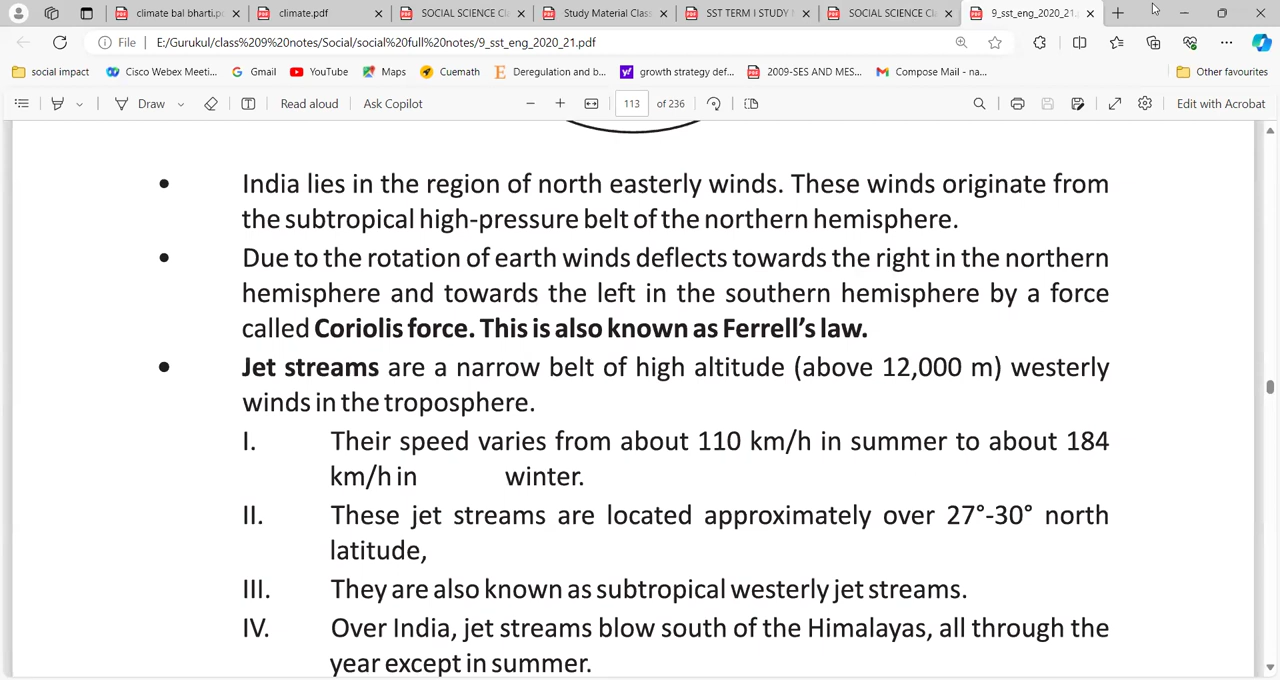 climate bal bharti.p
climate.pdf
SOCIAL SCIENCE Cl
Study Material Class
SST TERM I STUDY
SOCIAL SCIENCE Cl
9_sst_eng_2020_21.
File
E:/Gurukul/class%209%20notes/Social/social%20full%20notes/9_sst_eng_2020_21.pdf
social impact
Cisco Webex Meeti...
Gmail
YouTube
Maps
Cuemath
Deregulation and b...
growth strategy def...
2009-SES AND MES...
Compose Mail - na...
Other favourites
Draw
Read aloud
Ask Copilot
113
of 236
Edit with Acrobat
• India lies in the region of north easterly winds. These winds originate from
the subtropical high-pressure belt of the northern hemisphere.
• Due to the rotation of earth winds deflects towards the right in the northern
hemisphere and towards the left in the southern hemisphere by a force
called Coriolis force. This is also known as Ferrell's law.
• Jet streams are a narrow belt of high altitude (above 12,000 m) westerly
winds in the troposphere.
I. Their speed varies from about 110 km/h in summer to about 184
km/h in winter.
II. These jet streams are located approximately over 27°-30° north
latitude,
III. They are also known as subtropical westerly jet streams.
IV. Over India, jet streams blow south of the Himalayas, all through the
year except in summer.